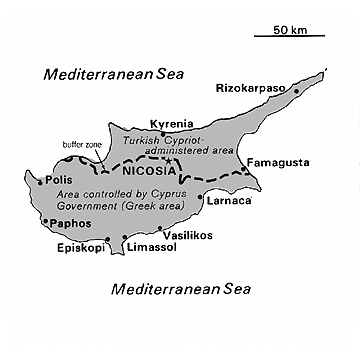 50 km
Mediterranean Sea
Rizokarpaso
Kyrenia
Turkish Cypriot-
administered area
buffer zone
NICOSIA
Famagusta
Polis
Area controlled by Cyprus
Government (Greek area)
Larnaca
Paphos
Vasilikos
Episkopi
Limassol
Mediterranean Sea